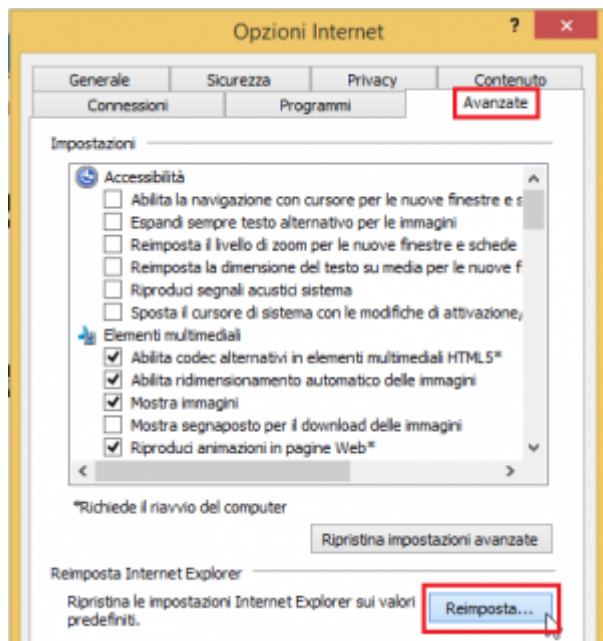 Opzioni Internet
?
×
Generale Sicurezza Privacy Contenuto
Connessioni Programmi Avanzate
Impostazioni
Accessibilità
Abilita la navigazione con cursore per le nuove finestre e s
Espandi sempre testo alternativo per le immagini
Reimposta il livello di zoom per le nuove finestre e schede
Reimposta la dimensione del testo su media per le nuove f
Riproduci segnali acustici sistema
Sposta il cursore di sistema con le modifiche di attivazione,
Elementi multimediali
Abilita codec alternativi in elementi multimediali HTML5*
Abilita ridimensionamento automatico delle immagini
Mostra immagini
Mostra segnaposto per il download delle immagini
Riproduci animazioni in pagine Web*
*Richiede il riavvio del computer
Ripristina impostazioni avanzate
Reimposta Internet Explorer
Ripristina le impostazioni Internet Explorer sui valori
predefiniti.
Reimposta...